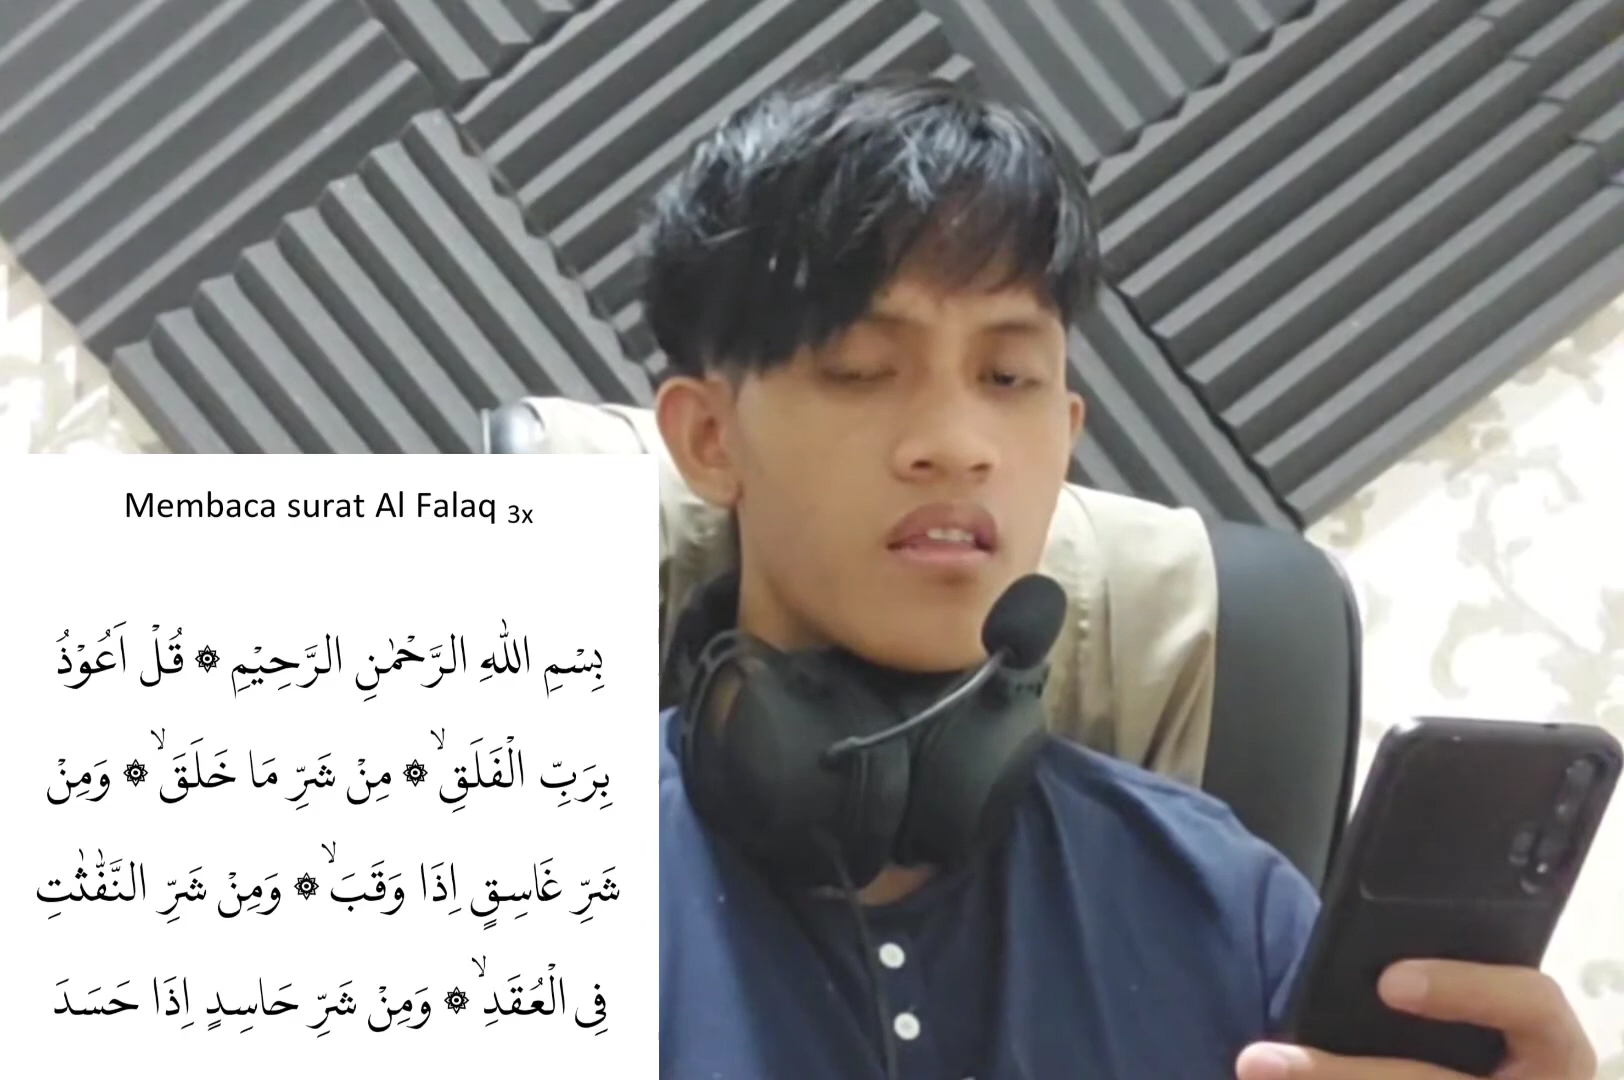 Membaca surat Al Falaq 3x
بِسْمِ اللّٰهِ الرَّحْمٰنِ الرَّحِيْمِ ۞ قُلْ اَعُوْذُ
بِرَبِّ الْفَلَقِۙ ۞ مِنْ شَرِّ مَا خَلَقَۙ ۞ وَمِنْ
شَرِّ غَاسِقٍ اِذَا وَقَبَۙ ۞ وَمِنْ شَرِّ النَّفّٰثٰتِ
فِى الْعُقَدِۙ ۞ وَمِنْ شَرِّ حَاسِدٍ اِذَا حَسَدَ